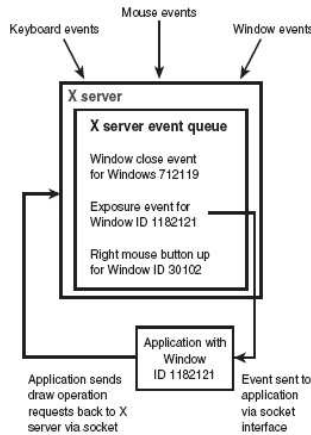 Mouse events
Keyboard events
Window events
X server
X server event queue
Window close event
for Windows 712119
Exposure event for
Window ID 1182121
Right mouse button up
for Window ID 30102
Application with
Window
ID 1182121
Application sends
draw operation
requests back to X
server via socket
Event sent to
application
via socket
interface